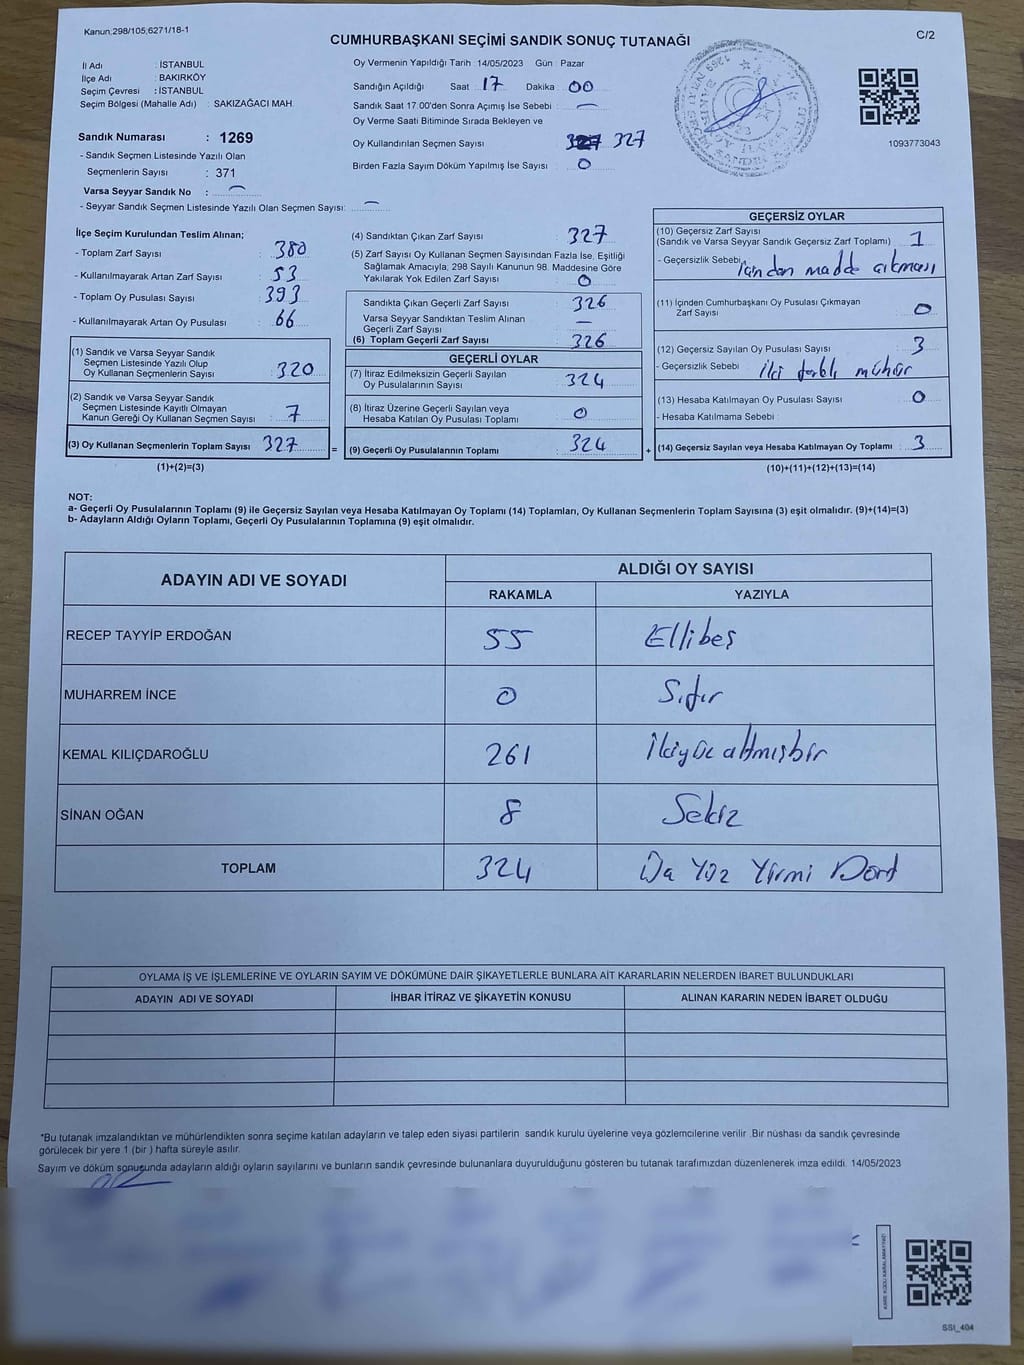 Kanun:298/105;6271/18-1
C/2
CUMHURBAŞKANI SEÇİMİ SANDIK SONUÇ TUTANAĞI
İl Adı : İSTANBUL
İlçe Adı : BAKIRKÖY
Seçim Çevresi : İSTANBUL
Seçim Bölgesi (Mahalle Adı) : SAKIZAĞACI MAH.
Sandık Numarası : 1269
- Sandık Seçmen Listesinde Yazılı Olan
Seçmenlerin Sayısı : 371
Varsa Seyyar Sandık No : —
- Seyyar Sandık Seçmen Listesinde Yazılı Olan Seçmen Sayısı: —
Oy Vermenin Yapıldığı Tarih : 14/05/2023 Gün : Pazar
Sandığın Açıldığı Saat 17 Dakika 00
Sandık Saat 17.00'den Sonra Açımış İse Sebebi : —
Oy Verme Saati Bitiminde Sırada Bekleyen ve
Oy Kullandırılan Seçmen Sayısı 327 327
Birden Fazla Sayım Döküm Yapılmış İse Sayısı : 0
1093773043
İlçe Seçim Kurulundan Teslim Alınan;
- Toplam Zarf Sayısı : 380
- Kullanılmayarak Artan Zarf Sayısı : 53
- Toplam Oy Pusulası Sayısı : 393
- Kullanılmayarak Artan Oy Pusulası : 66
(1) Sandık ve Varsa Seyyar Sandık
Seçmen Listesinde Yazılı Olup
Oy Kullanan Seçmenlerin Sayısı : 320
(2) Sandık ve Varsa Seyyar Sandık
Seçmen Listesinde Kayıtlı Olmayan
Kanun Gereği Oy Kullanan Seçmen Sayısı : 7
(3) Oy Kullanan Seçmenlerin Toplam Sayısı : 327
(1)+(2)=(3)
(4) Sandıktan Çıkan Zarf Sayısı : 327
(5) Zarf Sayısı Oy Kullanan Seçmen Sayısından Fazla İse, Eşitliği
Sağlamak Amacıyla, 298 Sayılı Kanunun 98. Maddesine Göre
Yakılarak Yok Edilen Zarf Sayısı : 0
Sandıkta Çıkan Geçerli Zarf Sayısı : 326
Varsa Seyyar Sandıktan Teslim Alınan
Geçerli Zarf Sayısı : —
(6) Toplam Geçerli Zarf Sayısı : 326
GEÇERLİ OYLAR
(7) İtiraz Edilmeksizin Geçerli Sayılan
Oy Pusulalarının Sayısı : 324
(8) İtiraz Üzerine Geçerli Sayılan veya
Hesaba Katılan Oy Pusulası Toplamı : 0
= (9) Geçerli Oy Pusulalarının Toplamı : 324
GEÇERSİZ OYLAR
(10) Geçersiz Zarf Sayısı
(Sandık ve Varsa Seyyar Sandık Geçersiz Zarf Toplamı) : 1
- Geçersizlik Sebebi : İçinden madde çıkması
(11) İçinden Cumhurbaşkanı Oy Pusulası Çıkmayan
Zarf Sayısı : 0
(12) Geçersiz Sayılan Oy Pusulası Sayısı : 3
- Geçersizlik Sebebi : İki farklı mühür
(13) Hesaba Katılmayan Oy Pusulası Sayısı : 0
- Hesaba Katılmama Sebebi :
+ (14) Geçersiz Sayılan veya Hesaba Katılmayan Oy Toplamı : 3
(10)+(11)+(12)+(13)=(14)
NOT:
a- Geçerli Oy Pusulalarının Toplamı (9) ile Geçersiz Sayılan veya Hesaba Katılmayan Oy Toplamı (14) Toplamları, Oy Kullanan Seçmenlerin Toplam Sayısına (3) eşit olmalıdır. (9)+(14)=(3)
b- Adayların Aldığı Oyların Toplamı, Geçerli Oy Pusulalarının Toplamına (9) eşit olmalıdır.
ADAYIN ADI VE SOYADI
ALDIĞI OY SAYISI
RAKAMLA YAZIYLA
RECEP TAYYİP ERDOĞAN 55 Ellibeş
MUHARREM İNCE 0 Sıfır
KEMAL KILIÇDAROĞLU 261 İkiyüz altmışbir
SİNAN OĞAN 8 Sekiz
TOPLAM 324 Yüz Yirmi Dört
OYLAMA İŞ VE İŞLEMLERİNE VE OYLARIN SAYIM VE DÖKÜMÜNE DAİR ŞİKAYETLERLE BUNLARA AİT KARARLARIN NELERDEN İBARET BULUNDUKLARI
ADAYIN ADI VE SOYADI İHBAR İTİRAZ VE ŞİKAYETİN KONUSU ALINAN KARARIN NEDEN İBARET OLDUĞU
*Bu tutanak imzalandıktan ve mühürlendikten sonra seçime katılan adayların ve talep eden siyasi partilerin sandık kurulu üyelerine veya gözlemcilerine verilir .Bir nüshası da sandık çevresinde
görülecek bir yere 1 (bir ) hafta süreyle asılır.
Sayım ve döküm sonuçunda adayların aldığı oyların sayılarını ve bunların sandık çevresinde bulunanlara duyurulduğunu gösteren bu tutanak tarafımızdan düzenlenerek imza edildi. 14/05/2023
KARE KODU KARALAMAYINIZ!
SSI_404